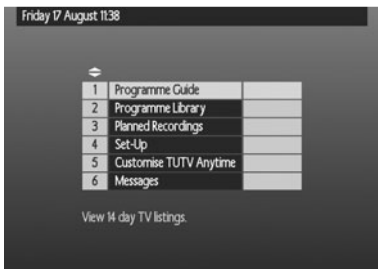 Friday 17 August 11:38
1 Programme Guide
2 Programme Library
3 Planned Recordings
4 Set-Up
5 Customise TUTV Anytime
6 Messages
View 14 day TV listings.